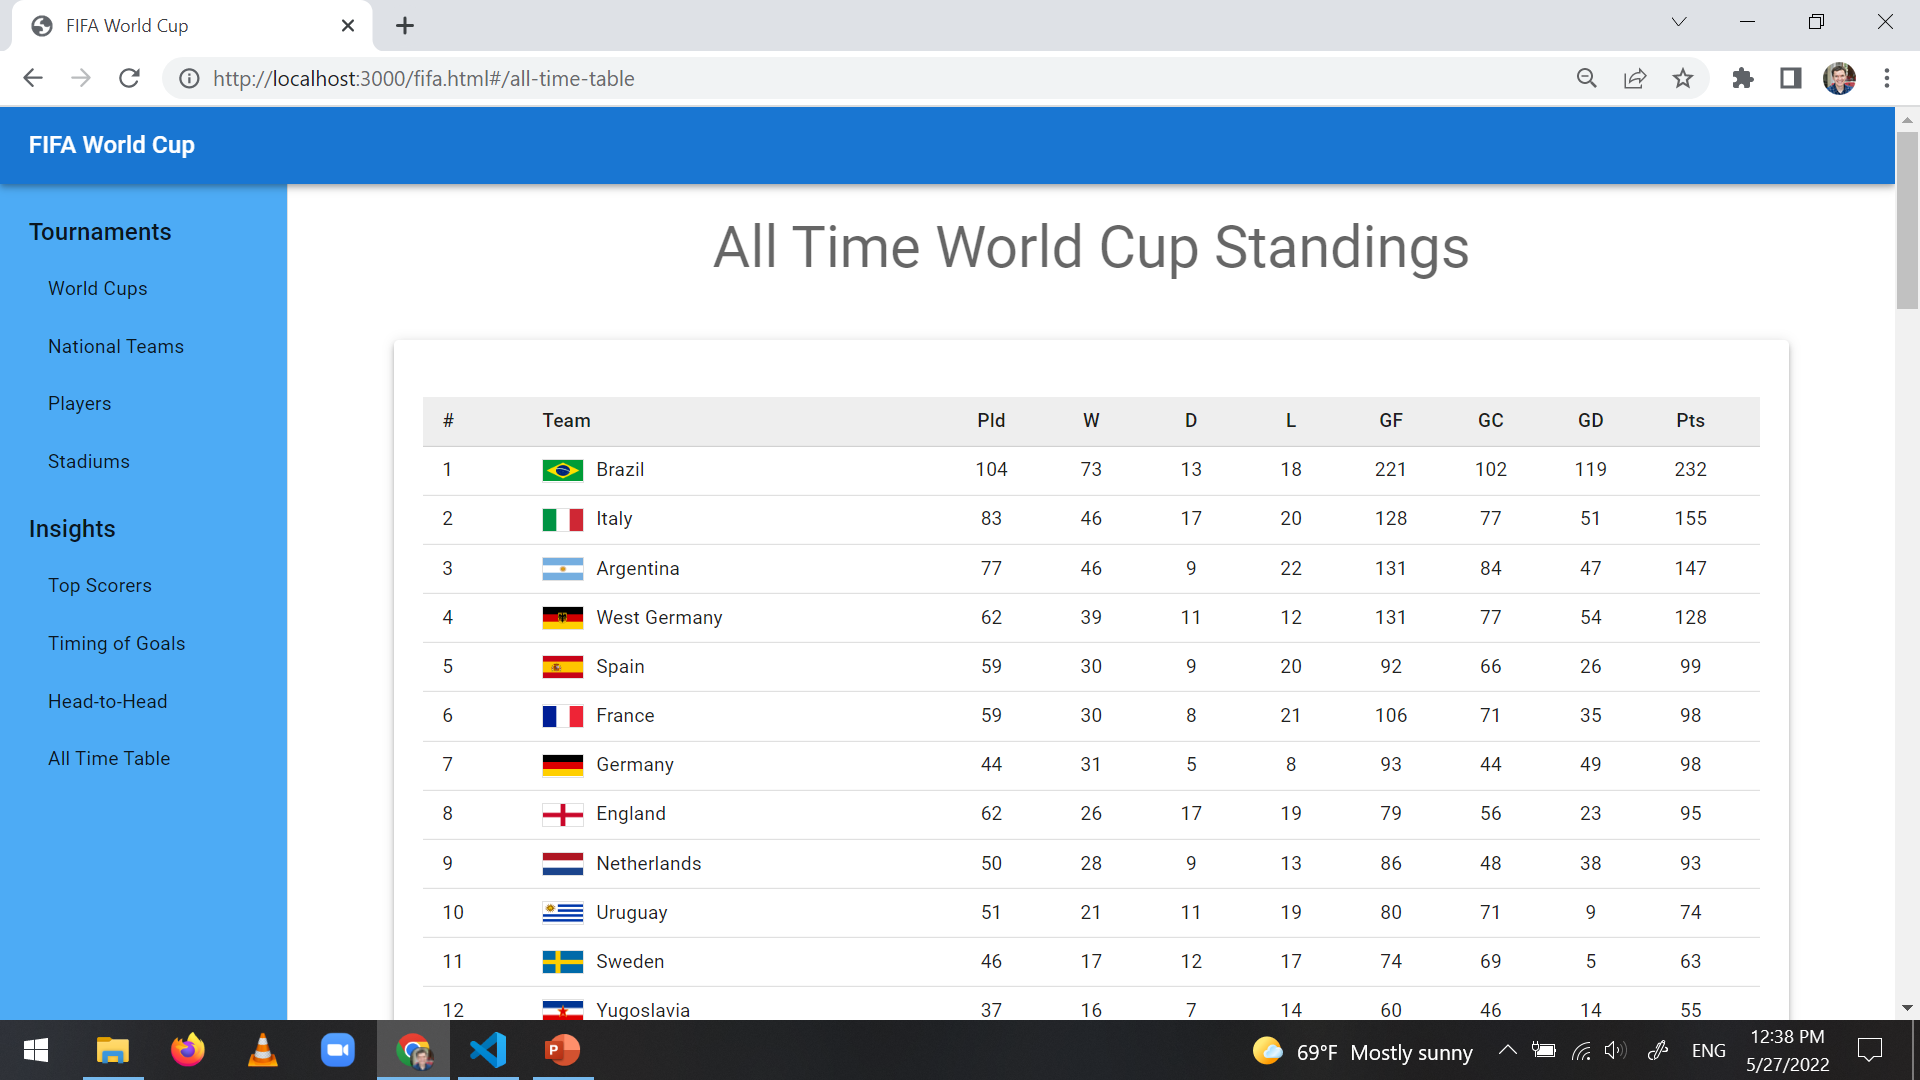 FIFA World Cup
http://localhost:3000/fifa.html#/all-time-table
FIFA World Cup
Tournaments
World Cups
National Teams
Players
Stadiums
Insights
Top Scorers
Timing of Goals
Head-to-Head
All Time Table
All Time World Cup Standings
# Team Pld W D L GF GC GD Pts
1 Brazil 104 73 13 18 221 102 119 232
2 Italy 83 46 17 20 128 77 51 155
3 Argentina 77 46 9 22 131 84 47 147
4 West Germany 62 39 11 12 131 77 54 128
5 Spain 59 30 9 20 92 66 26 99
6 France 59 30 8 21 106 71 35 98
7 Germany 44 31 5 8 93 44 49 98
8 England 62 26 17 19 79 56 23 95
9 Netherlands 50 28 9 13 86 48 38 93
10 Uruguay 51 21 11 19 80 71 9 74
11 Sweden 46 17 12 17 74 69 5 63
12 Yugoslavia 37 16 7 14 60 46 14 55
69°F Mostly sunny
ENG
12:38 PM
5/27/2022